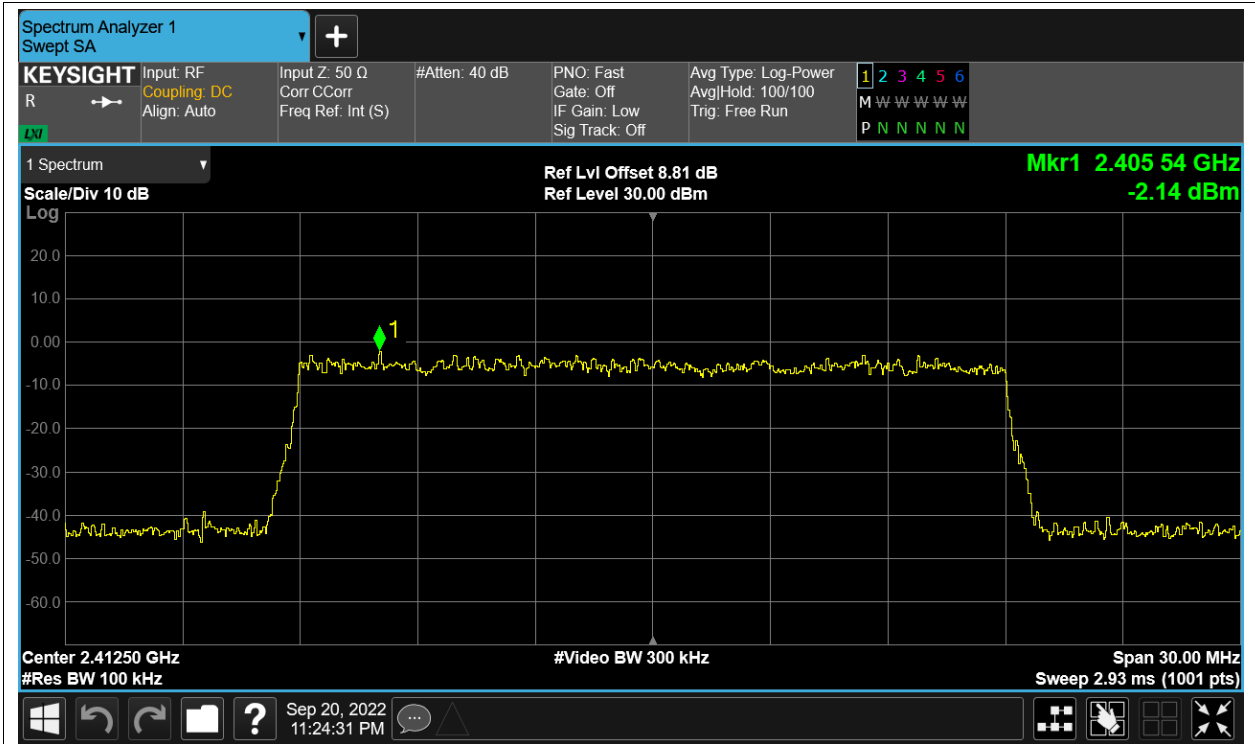 Spectrum Analyzer 1
Swept SA
KEYSIGHT
R
LXI
Input: RF
Coupling: DC
Align: Auto
Input Z: 50 Ω
Corr CCorr
Freq Ref: Int (S)
#Atten: 40 dB
PNO: Fast
Gate: Off
IF Gain: Low
Sig Track: Off
Avg Type: Log-Power
Avg|Hold: 100/100
Trig: Free Run
1 2 3 4 5 6
M W W W W W W
P N N N N N
1 Spectrum
Scale/Div 10 dB
Log
Ref Lvl Offset 8.81 dB
Ref Level 30.00 dBm
Mkr1 2.405 54 GHz
-2.14 dBm
20.0
10.0
0.00
-10.0
-20.0
-30.0
-40.0
-50.0
-60.0
1
Center 2.41250 GHz
#Res BW 100 kHz
#Video BW 300 kHz
Span 30.00 MHz
Sweep 2.93 ms (1001 pts)
?
Sep 20, 2022
11:24:31 PM